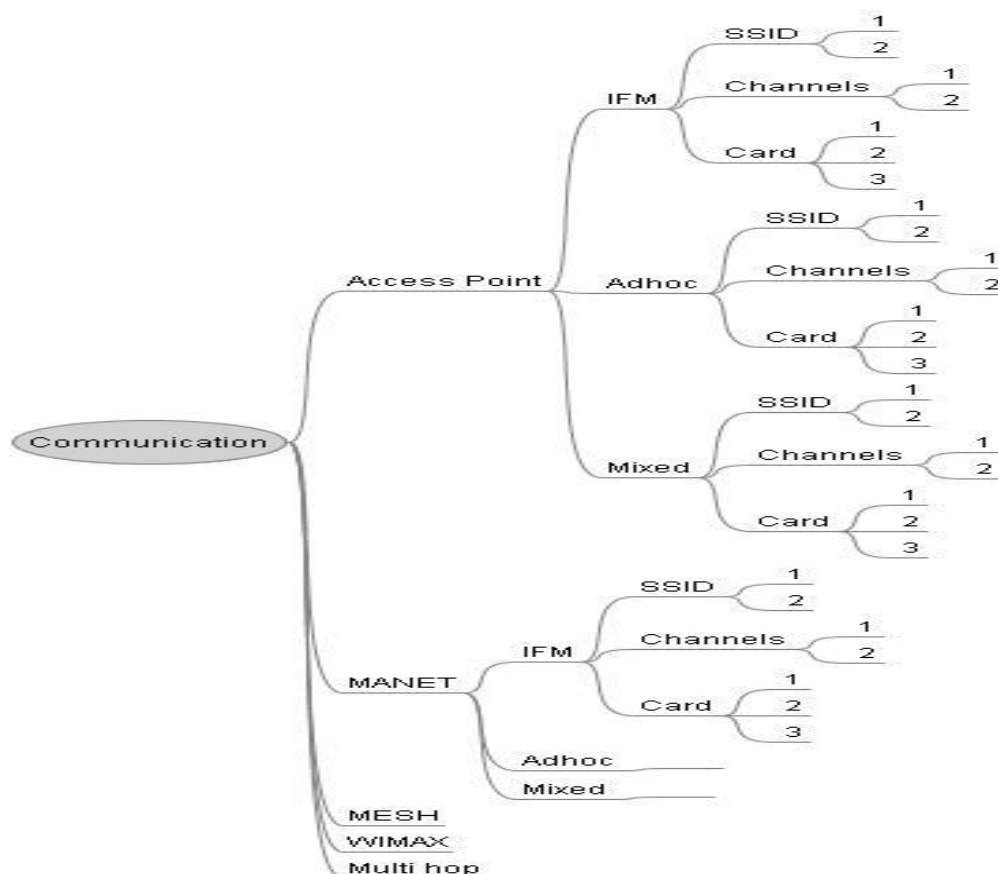 Communication
Access Point
IFM
SSID
1
2
Channels
1
2
Card
1
2
3
Adhoc
SSID
1
2
Channels
1
2
Card
1
2
3
Mixed
SSID
1
2
Channels
1
2
Card
1
2
3
MANET
IFM
SSID
1
2
Channels
1
2
Card
1
2
3
Adhoc
Mixed
MESH
WIMAX
Multi hop